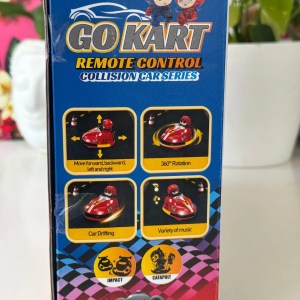 GO KART
REMOTE CONTROL
COLLISION CAR SERIES
Move forward, backward,
left and right
360° Rotation
Car Drifting
Variety of music
IMPACT
CATAPULT